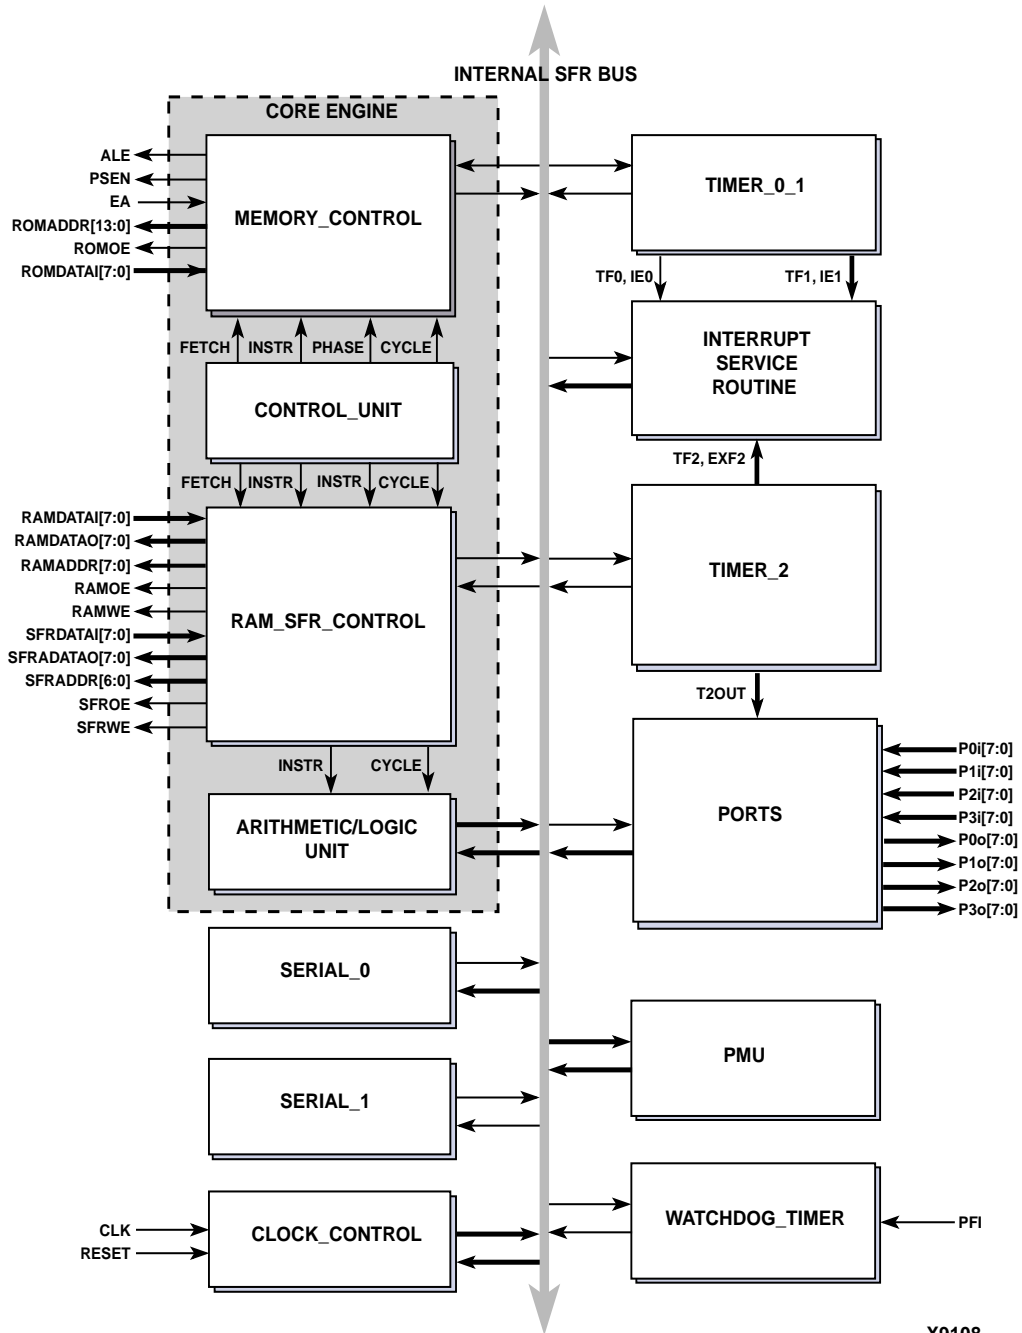 INTERNAL SFR BUS
CORE ENGINE
ALE
PSEN
EA
ROMADDR[13:0]
ROMOE
ROMDATAI[7:0]
MEMORY_CONTROL
FETCH
INSTR
PHASE
CYCLE
CONTROL_UNIT
FETCH
INSTR
INSTR
CYCLE
RAMDATAI[7:0]
RAMDATAO[7:0]
RAMADDR[7:0]
RAMOE
RAMWE
SFRDATAI[7:0]
SFRADATAO[7:0]
SFRADDR[6:0]
SFROE
SFRWE
RAM_SFR_CONTROL
INSTR
CYCLE
ARITHMETIC/LOGIC
UNIT
SERIAL_0
SERIAL_1
CLK
RESET
CLOCK_CONTROL
TIMER_0_1
TF0, IE0
TF1, IE1
INTERRUPT
SERVICE
ROUTINE
TF2, EXF2
TIMER_2
T2OUT
PORTS
P0i[7:0]
P1i[7:0]
P2i[7:0]
P3i[7:0]
P0o[7:0]
P1o[7:0]
P2o[7:0]
P3o[7:0]
PMU
WATCHDOG_TIMER
PFI
X9108